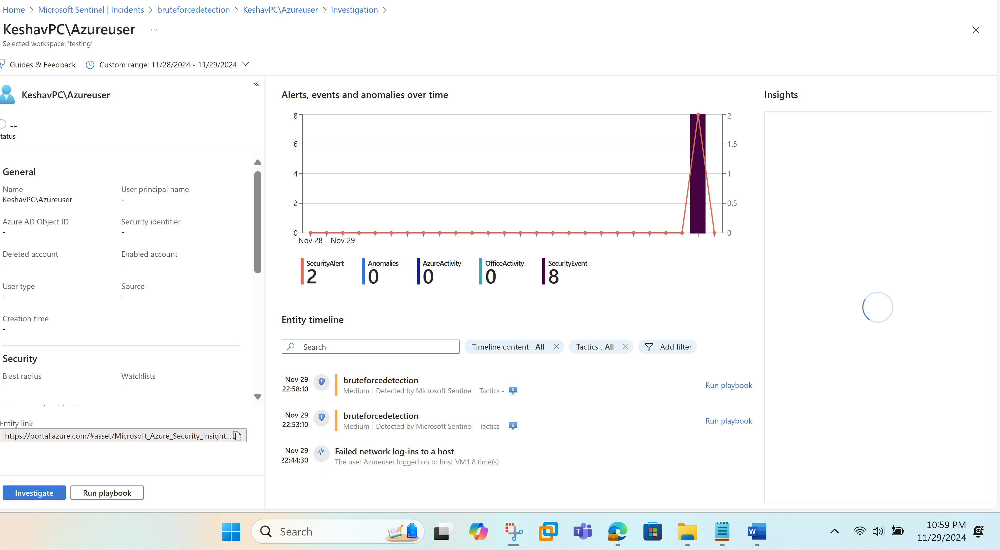 Home > Microsoft Sentinel | Incidents > bruteforcedetection > KeshavPC\Azureuser > Investigation >
KeshavPC\Azureuser ...
Selected workspace: 'testing'
Guides & Feedback Custom range: 11/28/2024 - 11/29/2024
KeshavPC\Azureuser
--
tatus
General
Name User principal name
KeshavPC\Azureuser -
Azure AD Object ID Security identifier
- -
Deleted account Enabled account
- -
User type Source
- -
Creation time
-
Security
Blast radius Watchlists
- -
Entity link
https://portal.azure.com/#asset/Microsoft_Azure_Security_Insight...
Investigate Run playbook
Alerts, events and anomalies over time
8 2
6 1.5
4 1
2 0.5
0 0
Nov 28 Nov 29
SecurityAlert Anomalies AzureActivity OfficeActivity SecurityEvent
2 0 0 0 8
Entity timeline
Search Timeline content : All Tactics : All Add filter
Nov 29 bruteforcedetection
22:58:10 Medium Detected by Microsoft Sentinel Tactics -
Run playbook
Nov 29 bruteforcedetection
22:53:10 Medium Detected by Microsoft Sentinel Tactics -
Run playbook
Nov 29 Failed network log-ins to a host
22:44:30 The user Azureuser logged on to host VM1 8 time(s)
Insights
Search
10:59 PM
11/29/2024